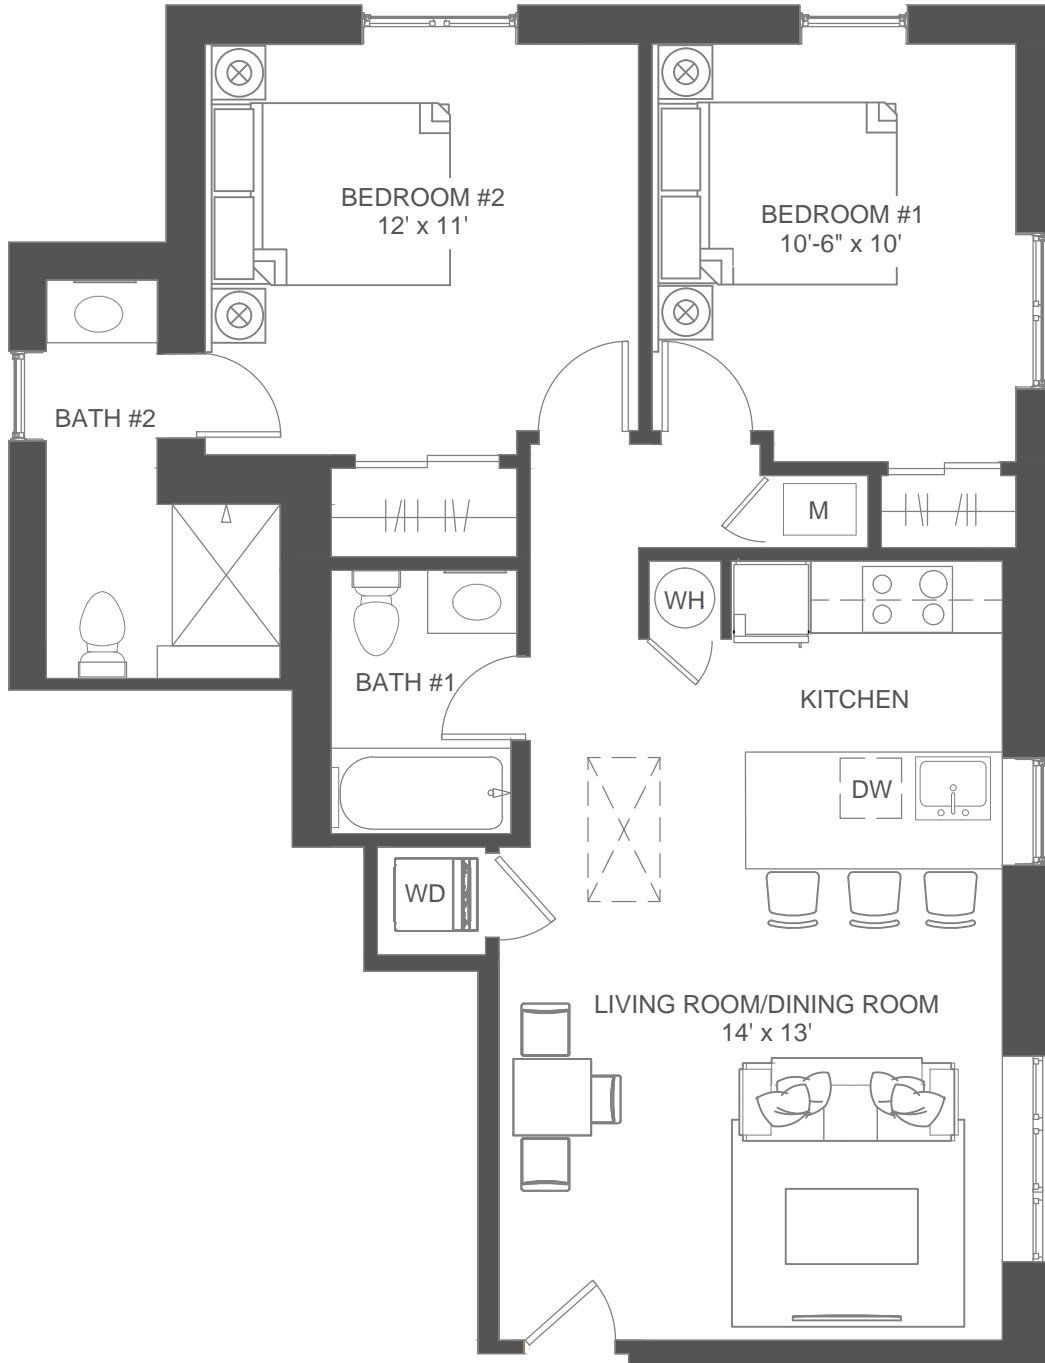 BEDROOM #2
12' x 11'
BEDROOM #1
10'-6" x 10'
BATH #2
M
WH
BATH #1
KITCHEN
DW
WD
LIVING ROOM/DINING ROOM
14' x 13'